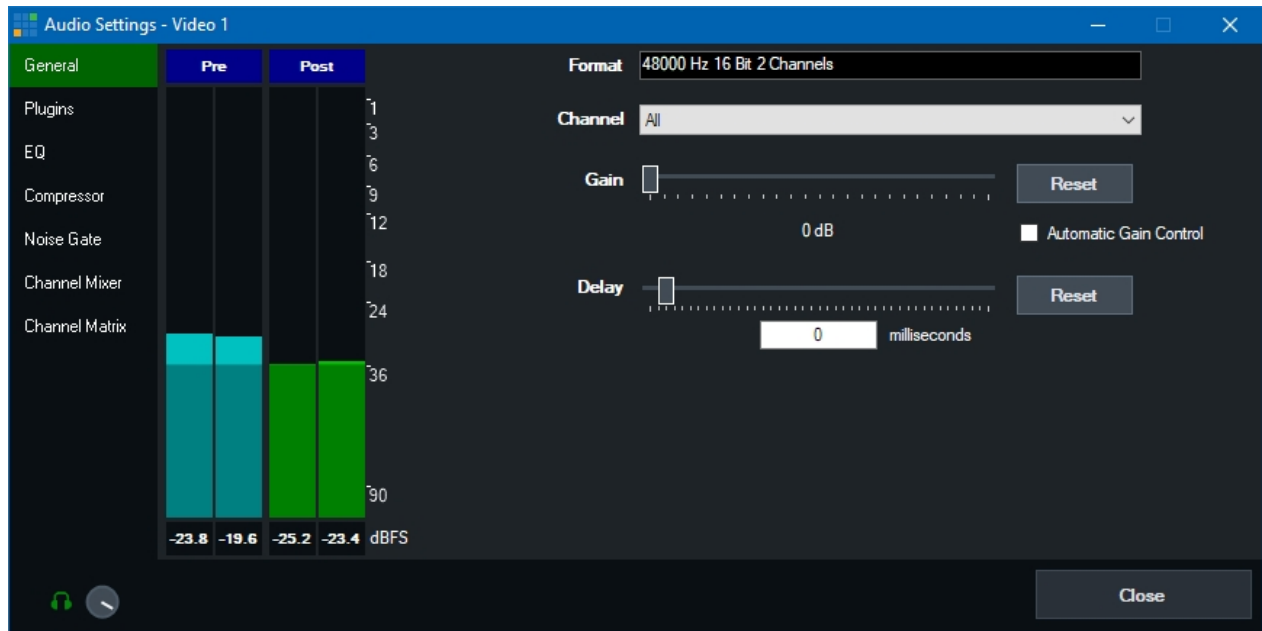 Audio Settings - Video 1
General
Plugins
EQ
Compressor
Noise Gate
Channel Mixer
Channel Matrix
Pre Post
1
3
6
9
12
18
24
36
90
-23.8 -19.6 -25.2 -23.4 dBFS
Format 48000 Hz 16 Bit 2 Channels
Channel All
Gain Reset
0 dB Automatic Gain Control
Delay Reset
0 milliseconds
Close